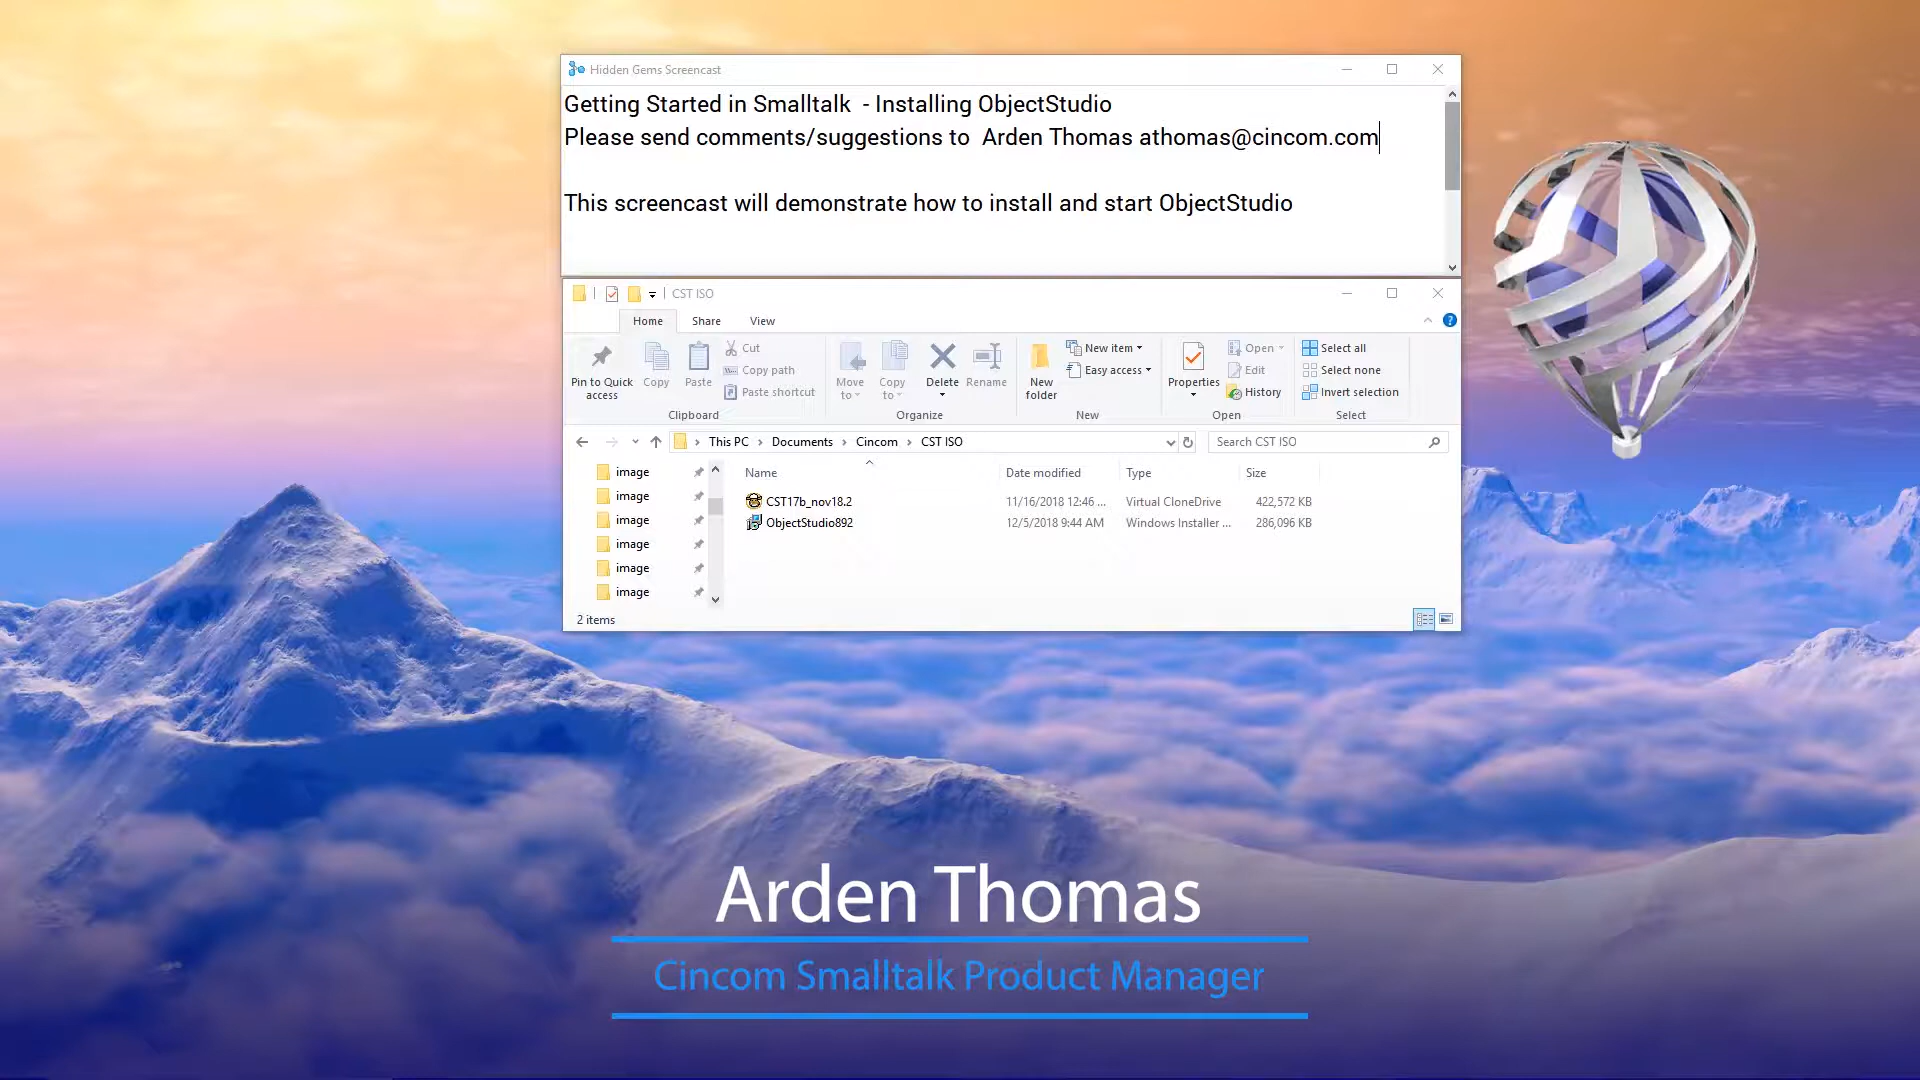 Hidden Gems Screencast
Getting Started in Smalltalk - Installing ObjectStudio
Please send comments/suggestions to Arden Thomas athomas@cincom.com
This screencast will demonstrate how to install and start ObjectStudio
CST ISO
Home Share View
Pin to Quick access
Copy
Paste
Cut
Copy path
Paste shortcut
Clipboard
Move to
Copy to
Delete
Rename
Organize
New folder
New item
Easy access
New
Properties
Open
Edit
History
Open
Select all
Select none
Invert selection
Select
This PC Documents Cincom CST ISO
Search CST ISO
image
image
image
image
image
image
Name Date modified Type Size
CST17b_nov18.2 11/16/2018 12:46 ... Virtual CloneDrive 422,572 KB
ObjectStudio892 12/5/2018 9:44 AM Windows Installer ... 286,096 KB
2 items
Arden Thomas
Cincom Smalltalk Product Manager